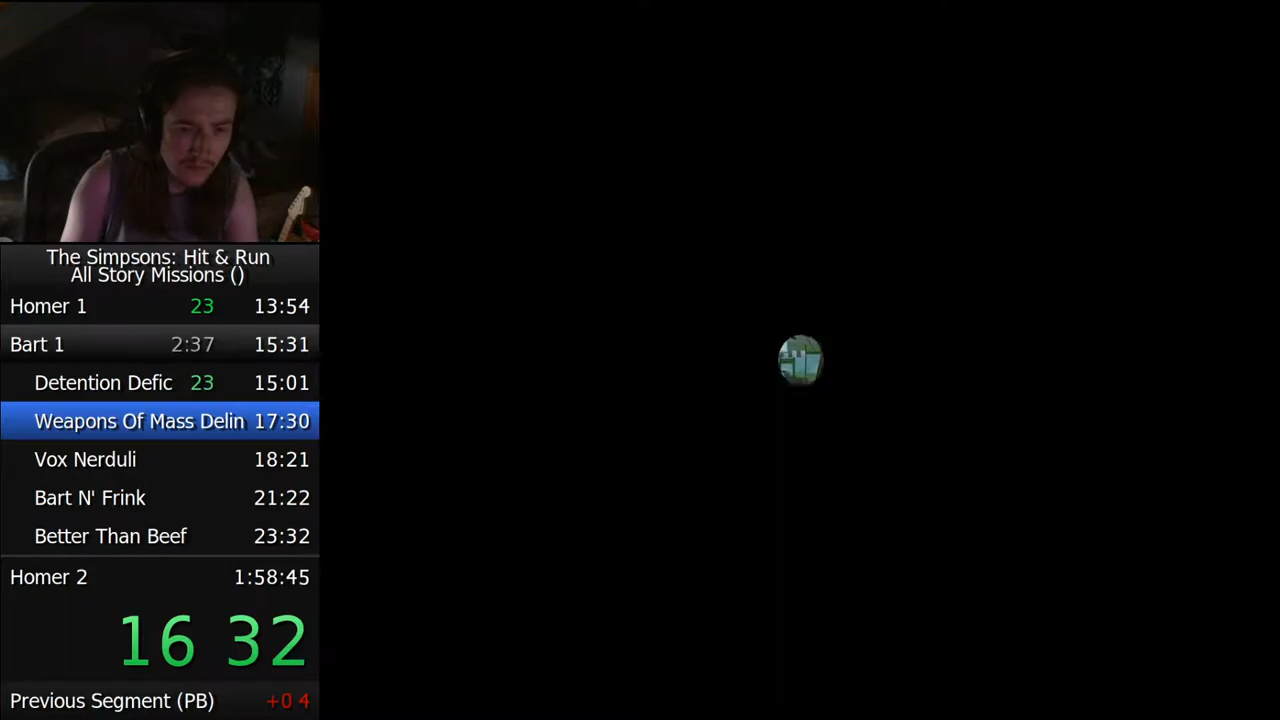 The Simpsons: Hit & Run
All Story Missions ()
Homer 1 23 13:54
Bart 1 2:37 15:31
Detention Defic 23 15:01
Weapons Of Mass Delin 17:30
Vox Nerduli 18:21
Bart N' Frink 21:22
Better Than Beef 23:32
Homer 2 1:58:45
16 32
Previous Segment (PB) +0 4